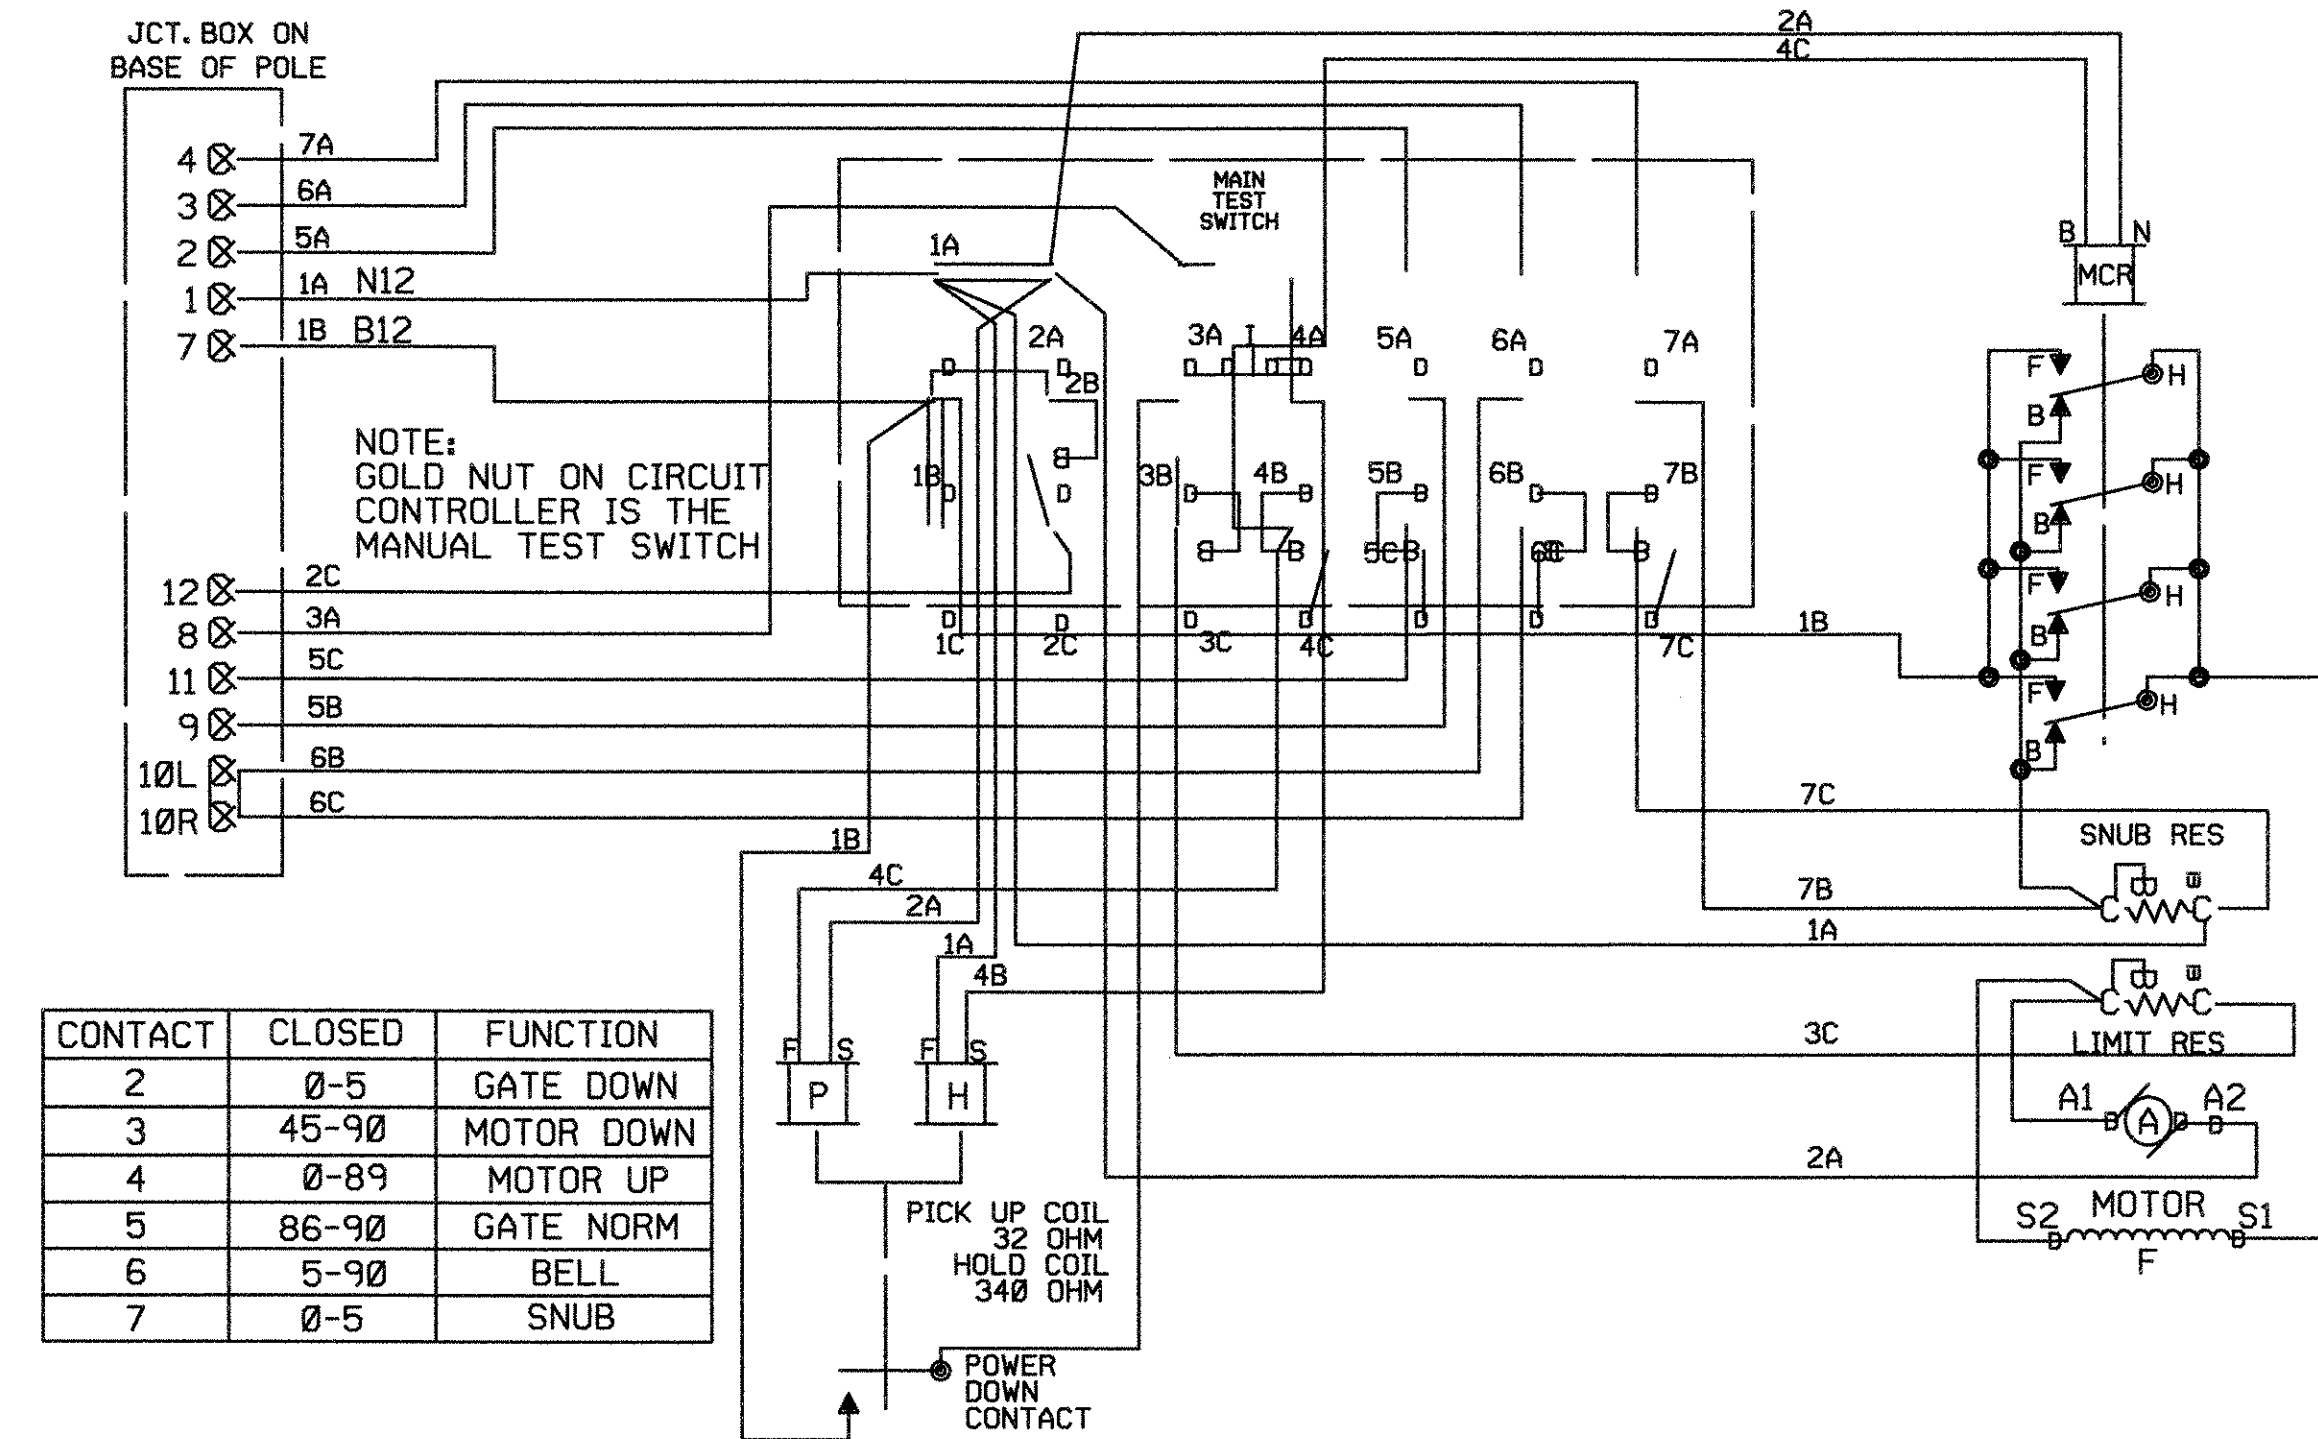 JCT. BOX ON
BASE OF POLE
2A
4C
4 7A
3 6A
2 5A
1 1A N12
7 1B B12
MAIN
TEST
SWITCH
1A
B N
MCR
2A 3A I 4A 5A 6A 7A
D D D D D D D D D
2B
F H
B
NOTE:
GOLD NUT ON CIRCUIT
CONTROLLER IS THE
MANUAL TEST SWITCH
B
1B 3B 4B 5B 6B 7B
D D D B B D B
F H
B
B B 5C B 6C B
12 2C
8 3A
F H
B
D D D D D D D
1C 2C 3C 4C 7C
1B
11 5C
9 5B
F H
B
10L 6B
10R 6C
7C
1B
SNUB RES
4C
7B
C B C B
2A
1A
1A
4B
C B C B
3C
LIMIT RES
F S F S
P H
A1 D A D A2 D
2A
PICK UP COIL
32 OHM
HOLD COIL
340 OHM
MOTOR
S2 D F D S1
POWER
DOWN
CONTACT
CONTACT CLOSED FUNCTION
2 0-5 GATE DOWN
3 45-90 MOTOR DOWN
4 0-89 MOTOR UP
5 86-90 GATE NORM
6 5-90 BELL
7 0-5 SNUB